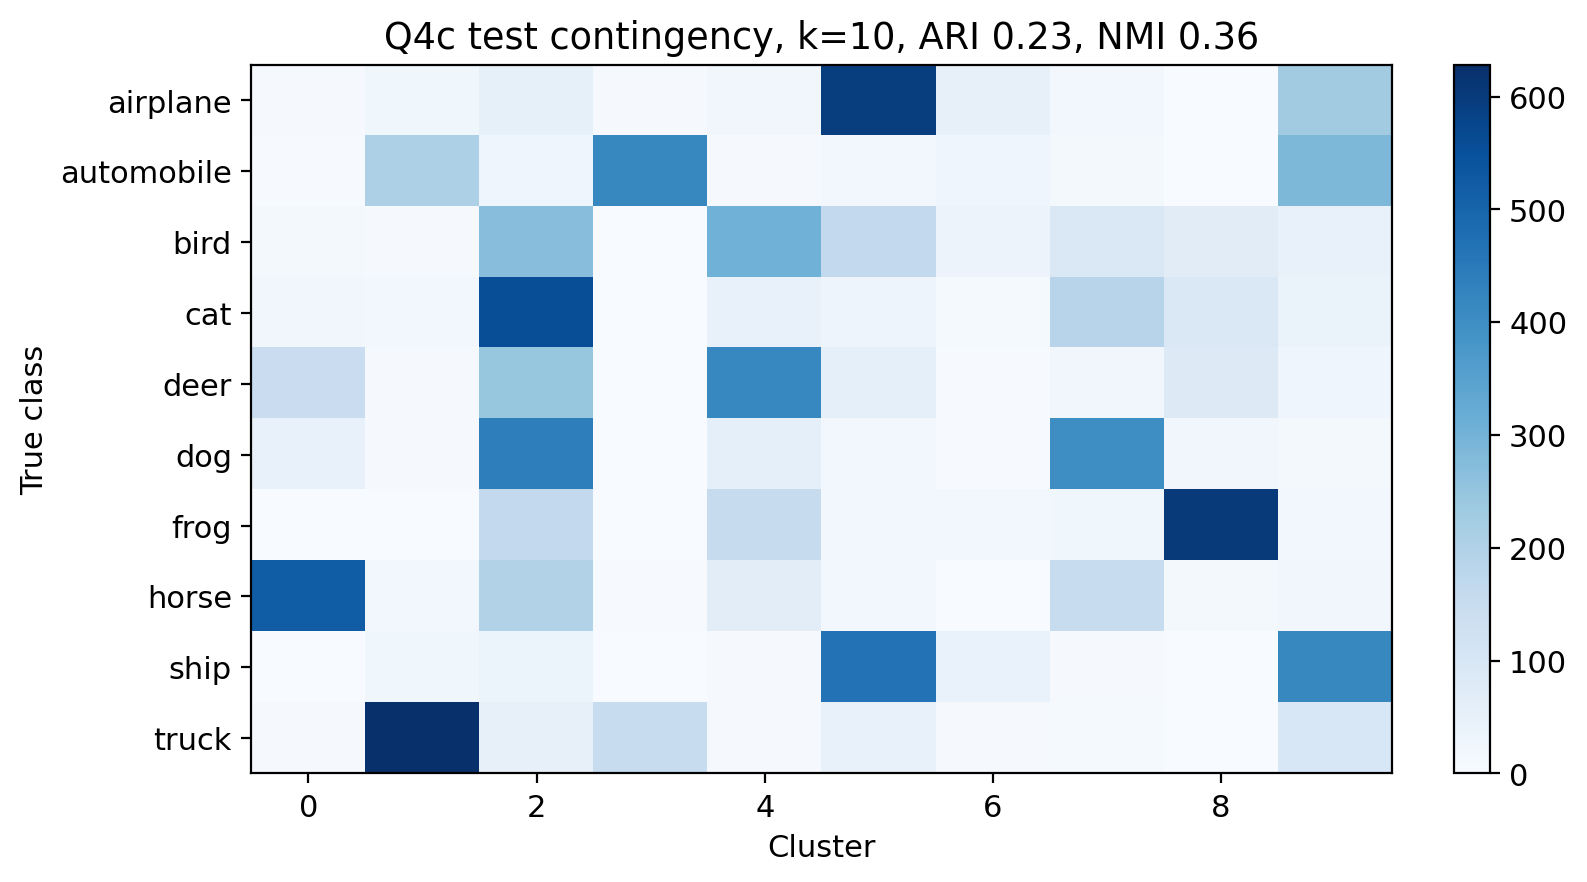 Q4c test contingency, k=10, ARI 0.23, NMI 0.36
True class
airplane
automobile
bird
cat
deer
dog
frog
horse
ship
truck
0 2 4 6 8
Cluster
600
500
400
300
200
100
0